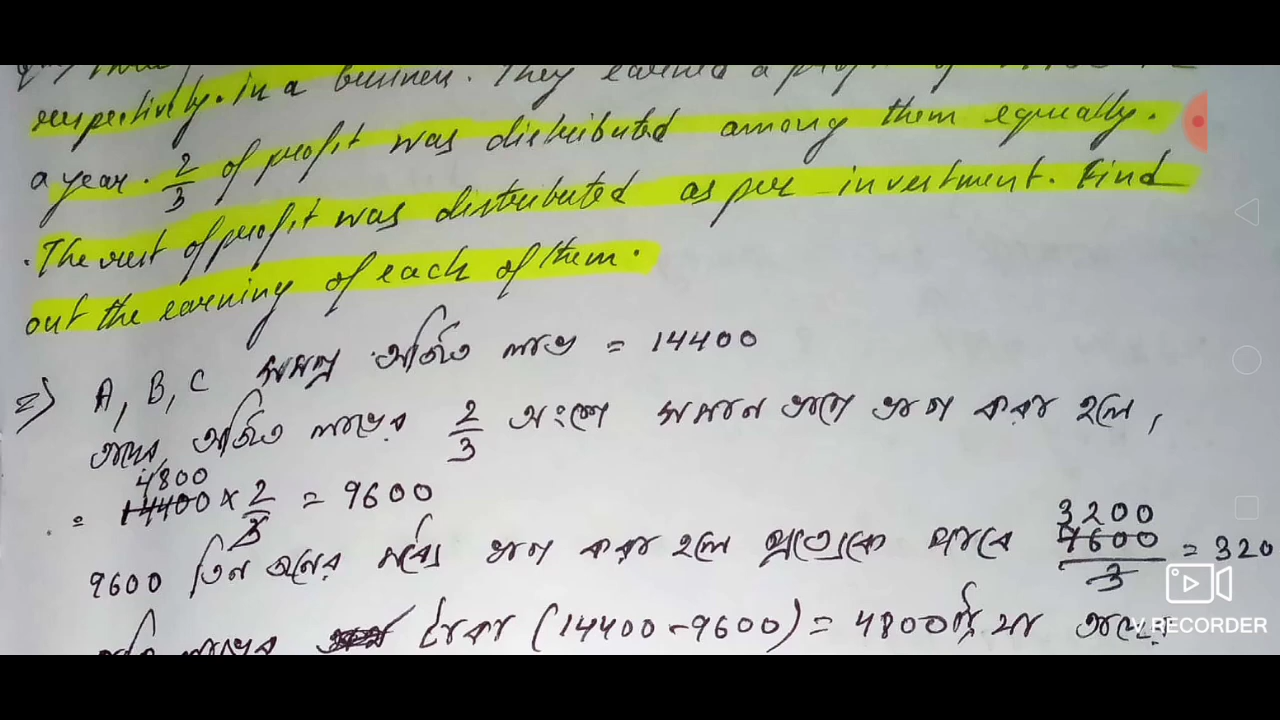 respectively. in a business. They earned a profit of
a year. 2/3 of profit was distributed among them equally.
. The rest of profit was distributed as per investment. Find
out the earning of each of them.
=> A, B, C অর্জিত লাভ = 14400
অর্জিত লাভের 2/3 অংশ সমান ভাগে ভাগ করা হলে,
4800
= 14400 x 2/3 = 9600
3200
9600 তিন জনের মধ্যে ভাগ করা হলে প্রত্যেকে পাবে 9600/3 = 320
লাভের টাকা (14400-9600) = 4800 যা তাদের
V RECORDER